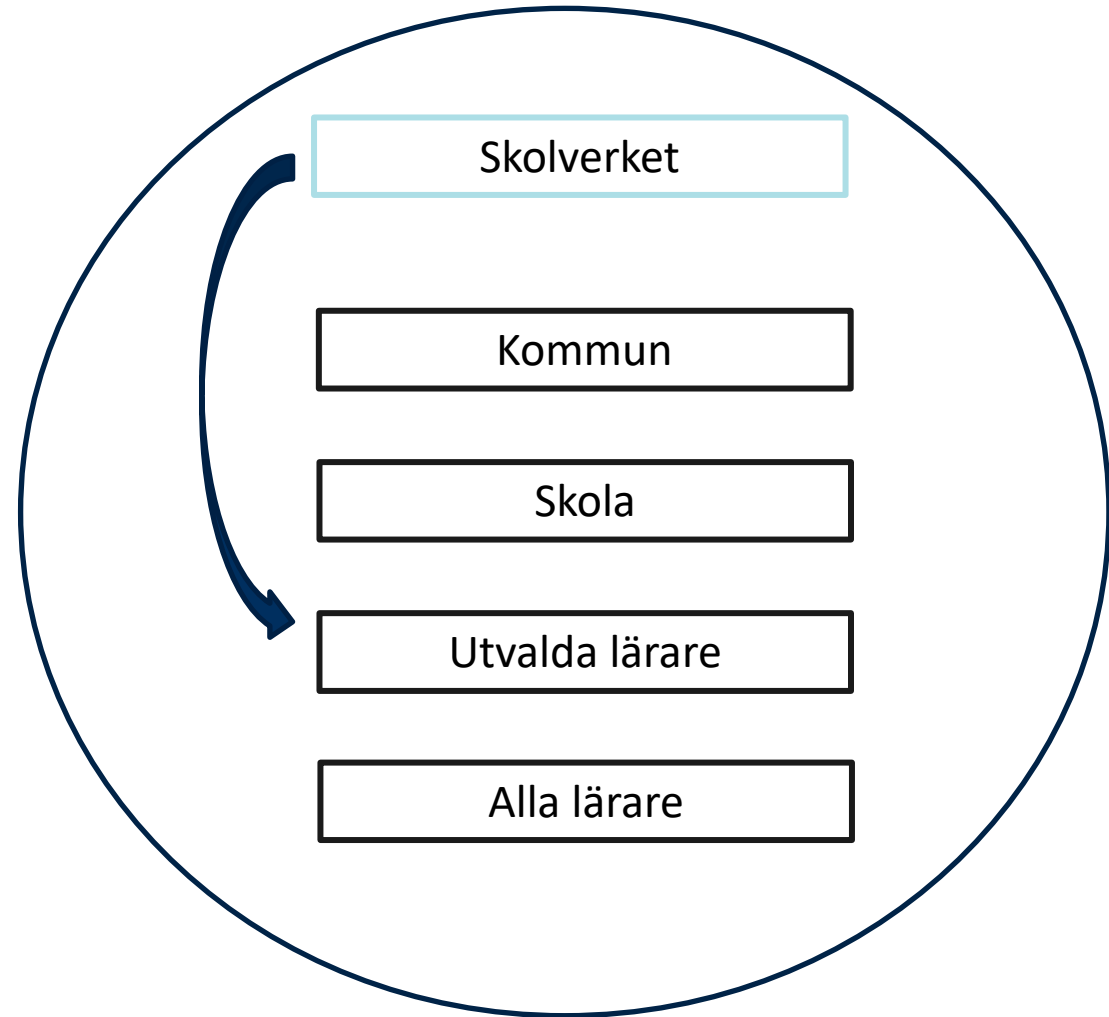 Skolverket
Kommun
Skola
Utvalda lärare
Alla lärare